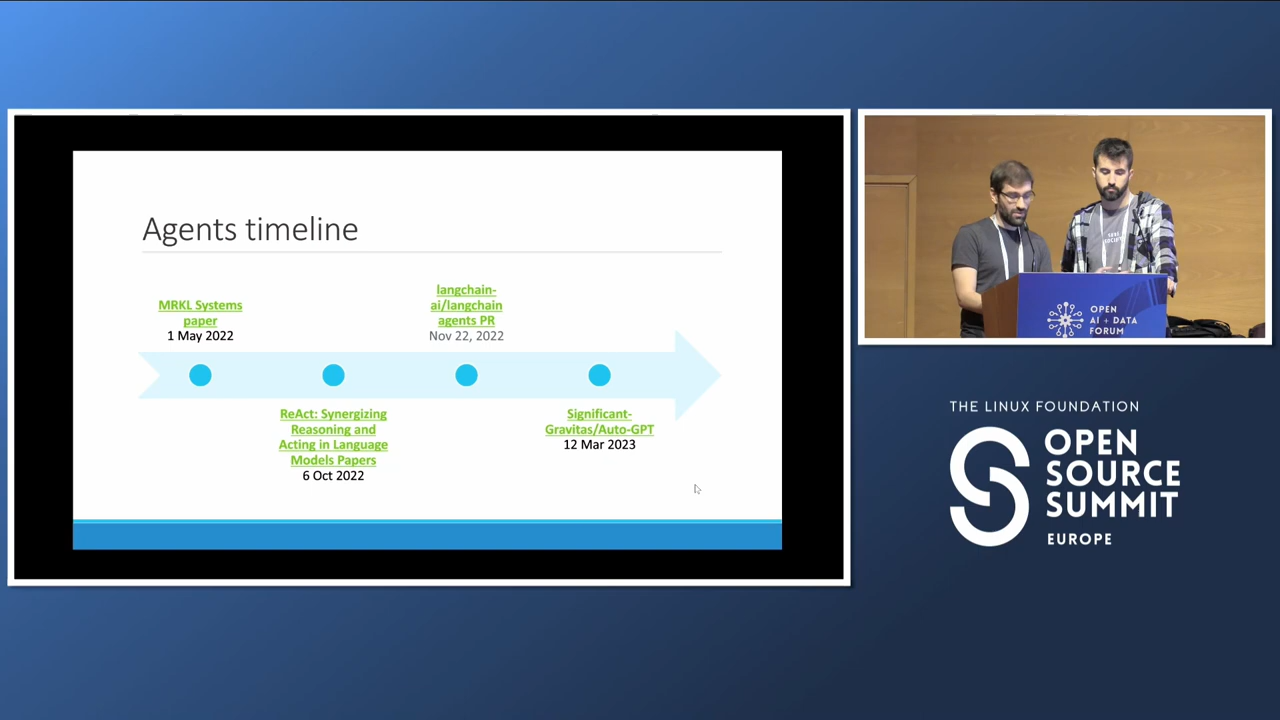 Agents timeline
MRKL Systems
paper
1 May 2022
langchain-
ai/langchain
agents PR
Nov 22, 2022
ReAct: Synergizing
Reasoning and
Acting in Language
Models Papers
6 Oct 2022
Significant-
Gravitas/Auto-GPT
12 Mar 2023
OPEN
AI + DATA
FORUM
THE LINUX FOUNDATION
OPEN
SOURCE
SUMMIT
EUROPE